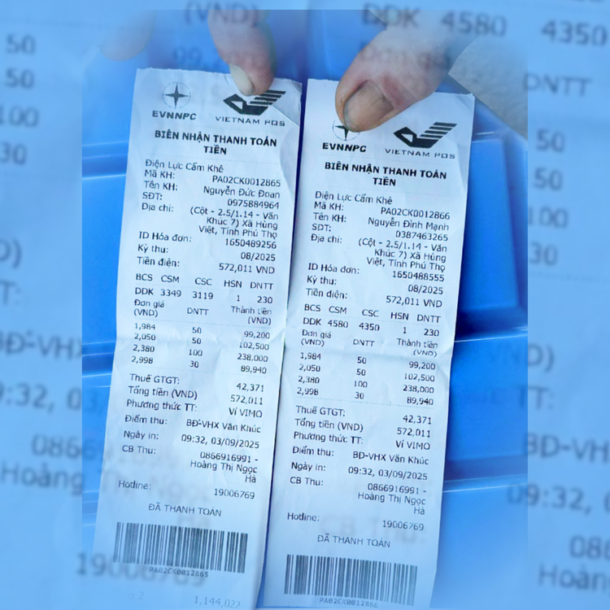 EVNNPC
VIETNAM POS
BIÊN NHẬN THANH TOÁN
TIỀN
Điện Lực Cẩm Khê
Mã KH: PA02CK0012865
Tên KH: Nguyễn Đức Đoan
SĐT: 0975884964
Địa chỉ: (Cột - 2.5/1.14 - Văn
Khúc 7) Xã Hùng
Việt, Tỉnh Phú Thọ
ID Hóa đơn: 1650489256
Kỳ thu: 08/2025
Tiền điện: 572,011 VND
BCS CSM CSC HSN DNTT
DDK 3349 3119 1 230
Đơn giá DNTT Thành tiền
(VND) (VND)
1,984 50 99,200
2,050 50 102,500
2,380 100 238,000
2,998 30 89,940
Thuế GTGT: 42,371
Tổng tiền (VND) 572,011
Phương thức TT: Ví VIMO
Điểm thu: BĐ-VHX Văn Khúc
Ngày in: 09:32, 03/09/2025
CB Thu: 0866916991 -
Hoàng Thị Ngọc
Hà
Hotline: 19006769
ĐÃ THANH TOÁN
PA02CK0012865
EVNNPC
VIETNAM POS
BIÊN NHẬN THANH TOÁN
TIỀN
Điện Lực Cẩm Khê
Mã KH: PA02CK0012866
Tên KH: Nguyễn Đình Mạnh
SĐT: 0387463265
Địa chỉ: (Cột - 2.5/1.14 - Văn
Khúc 7) Xã Hùng
Việt, Tỉnh Phú Thọ
ID Hóa đơn: 1650488555
Kỳ thu: 08/2025
Tiền điện: 572,011 VND
BCS CSM CSC HSN DNTT
DDK 4580 4350 1 230
Đơn giá DNTT Thành tiền
(VND) (VND)
1,984 50 99,200
2,050 50 102,500
2,380 100 238,000
2,998 30 89,940
Thuế GTGT: 42,371
Tổng tiền (VND) 572,011
Phương thức TT: Ví VIMO
Điểm thu: BĐ-VHX Văn Khúc
Ngày in: 09:32, 03/09/2025
CB Thu: 0866916991 -
Hoàng Thị Ngọc
Hà
Hotline: 19006769
ĐÃ THANH TOÁN
PA02CK0012866